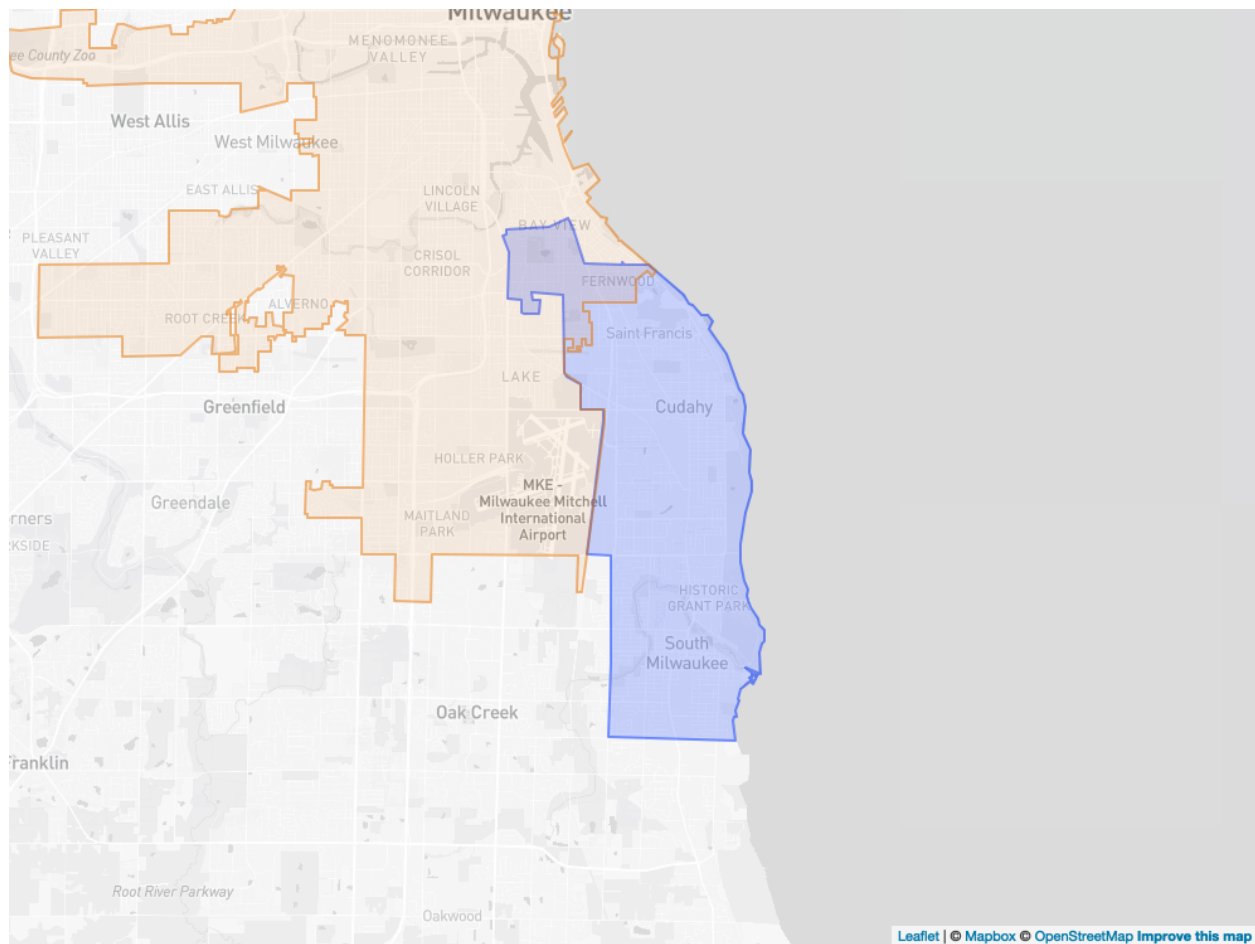 Milwaukee
MENOMONEE
VALLEY
ee County Zoo
West Allis
West Milwaukee
EAST ALLIS
LINCOLN
VILLAGE
BAY VIEW
PLEASANT
VALLEY
CRISOL
CORRIDOR
FERNWOOD
ALVERNO
ROOT CREEK
Saint Francis
LAKE
Greenfield
Cudahy
HOLLER PARK
MKE -
Milwaukee Mitchell
International
Airport
Greendale
MAITLAND
PARK
orners
RKSIDE
HISTORIC
GRANT PARK
South
Milwaukee
Oak Creek
Franklin
Root River Parkway
Oakwood
Leaflet | © Mapbox © OpenStreetMap Improve this map